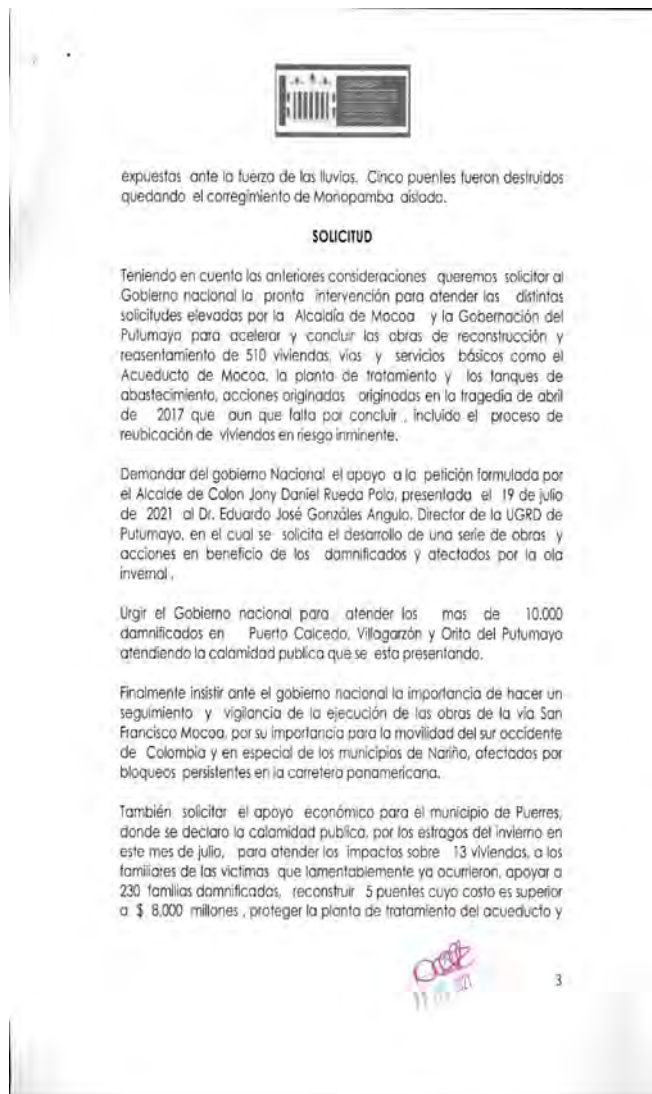 expuestas ante la fuerza de las lluvias. Cinco puentes fueron destruidos
quedando el corregimiento de Monopamba aislado.
SOLICITUD
Teniendo en cuenta las anteriores consideraciones queremos solicitar al
Gobierno nacional la pronta intervención para atender las distintas
solicitudes elevadas por la Alcaldía de Mocoa y la Gobernación del
Putumayo para acelerar y concluir las obras de reconstrucción y
reasentamiento de 510 viviendas, vías y servicios básicos como el
Acueducto de Mocoa, la planta de tratamiento y los tanques de
abastecimiento, acciones originadas originadas en la tragedia de abril
de 2017 que aun que falta por concluir , incluido el proceso de
reubicación de viviendas en riesgo inminente.
Demandar del gobierno Nacional el apoyo a la petición formulada por
el Alcalde de Colon Jony Daniel Rueda Pala, presentada el 19 de julio
de 2021 al Dr. Eduardo José Gonzáles Angulo, Director de la UGRD de
Putumayo, en el cual se solicita el desarrollo de una serie de obras y
acciones en beneficio de los damnificados y afectados por la ola
invernal ,
Urgir el Gobierno nacional para atender los mas de 10.000
damnificados en Puerto Caicedo, Villagarzón y Orito del Putumayo
atendiendo la calamidad publica que se esta presentando.
Finalmente insistir ante el gobierno nacional la importancia de hacer un
seguimiento y vigilancia de la ejecución de las obras de la vía San
Francisco Mocoa, por su importancia para la movilidad del sur occidente
de Colombia y en especial de los municipios de Nariño, afectados por
bloqueos persistentes en la carretera panamericana.
También solicitar el apoyo económico para el municipio de Puerres,
donde se declaro la calamidad publica, por los estragos del invierno en
este mes de julio, para atender los impactos sobre 13 viviendas, a los
familiares de las victimas que lamentablemente ya ocurrieron, apoyar a
230 familias damnificadas, reconstruir 5 puentes cuyo costo es superior
a $ 8.000 millones , proteger la planta de tratamiento del acueducto y
3